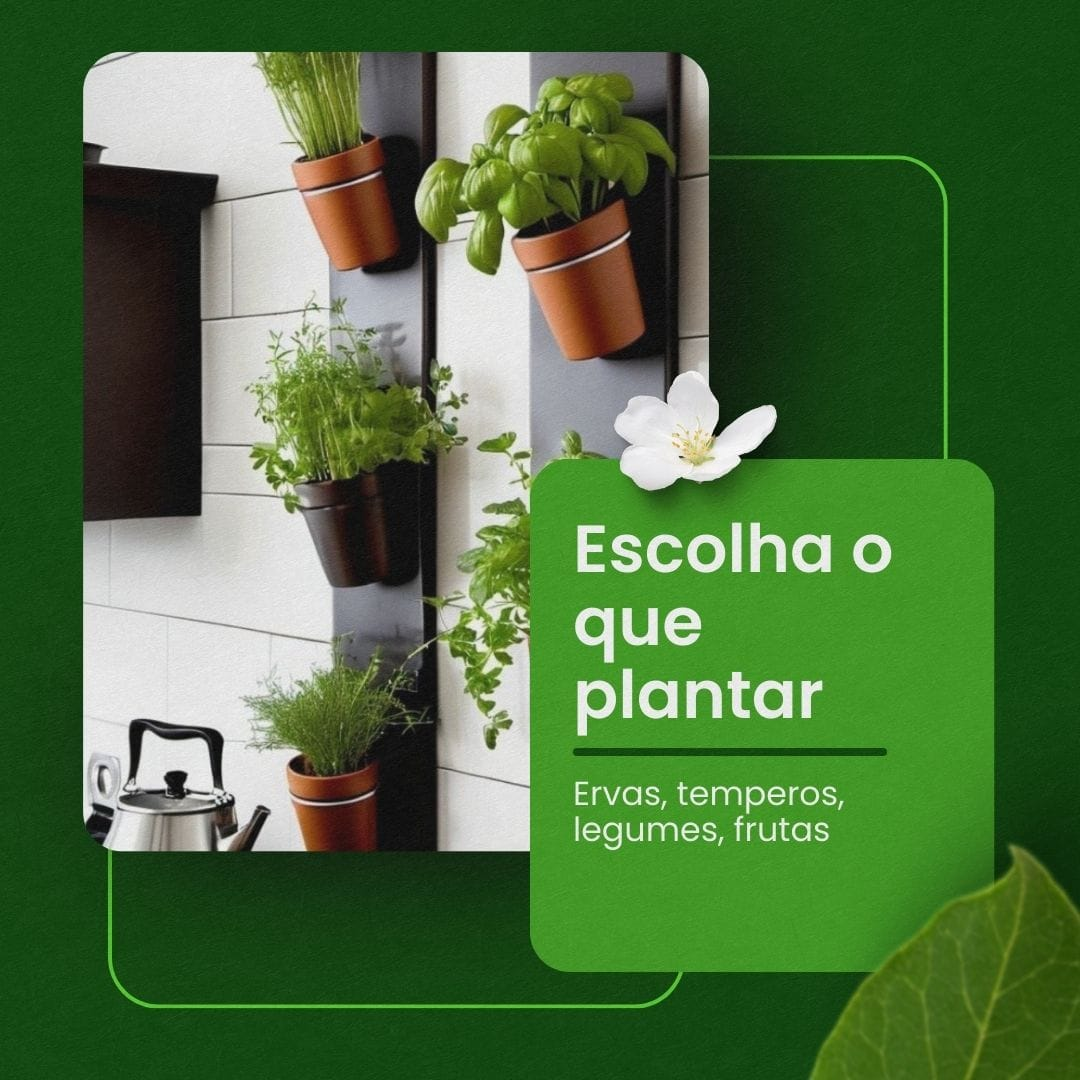 Escolha o
que
plantar
Ervas, temperos,
legumes, frutas